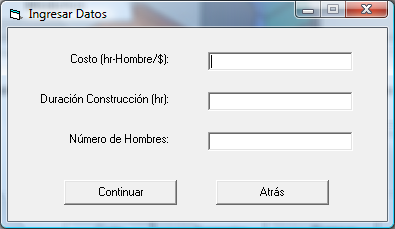 Ingresar Datos
Costo (hr-Hombre/$):
Duración Construcción (hr):
Número de Hombres:
Continuar
Atrás